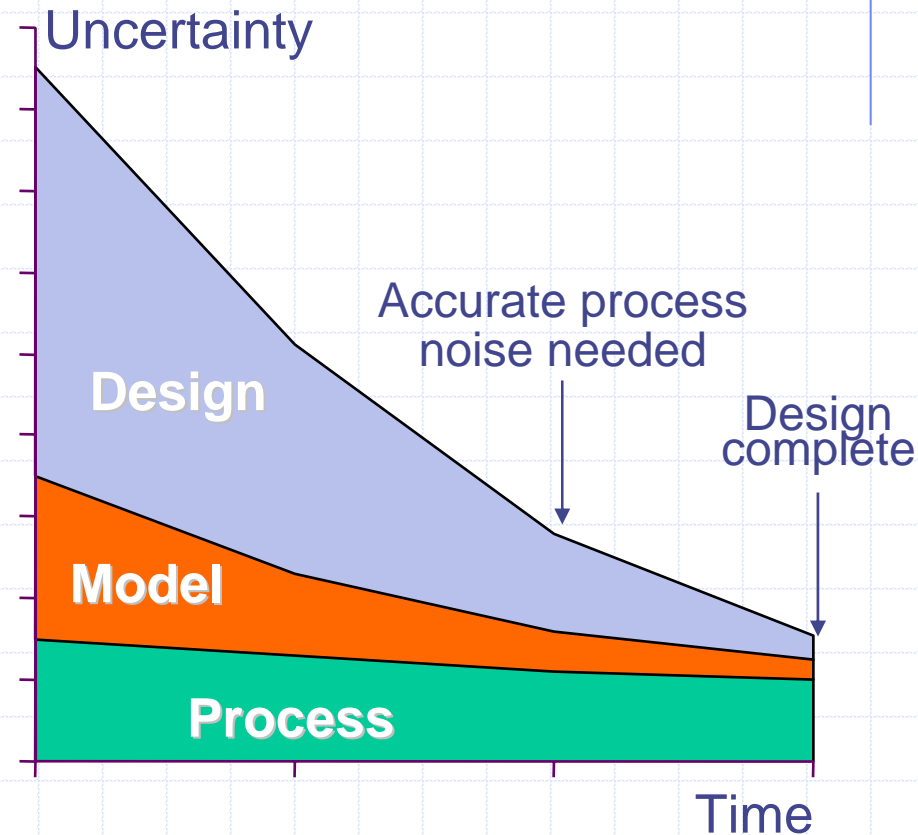 Uncertainty
Accurate process
noise needed
Design
Design
complete
Model
Process
Time